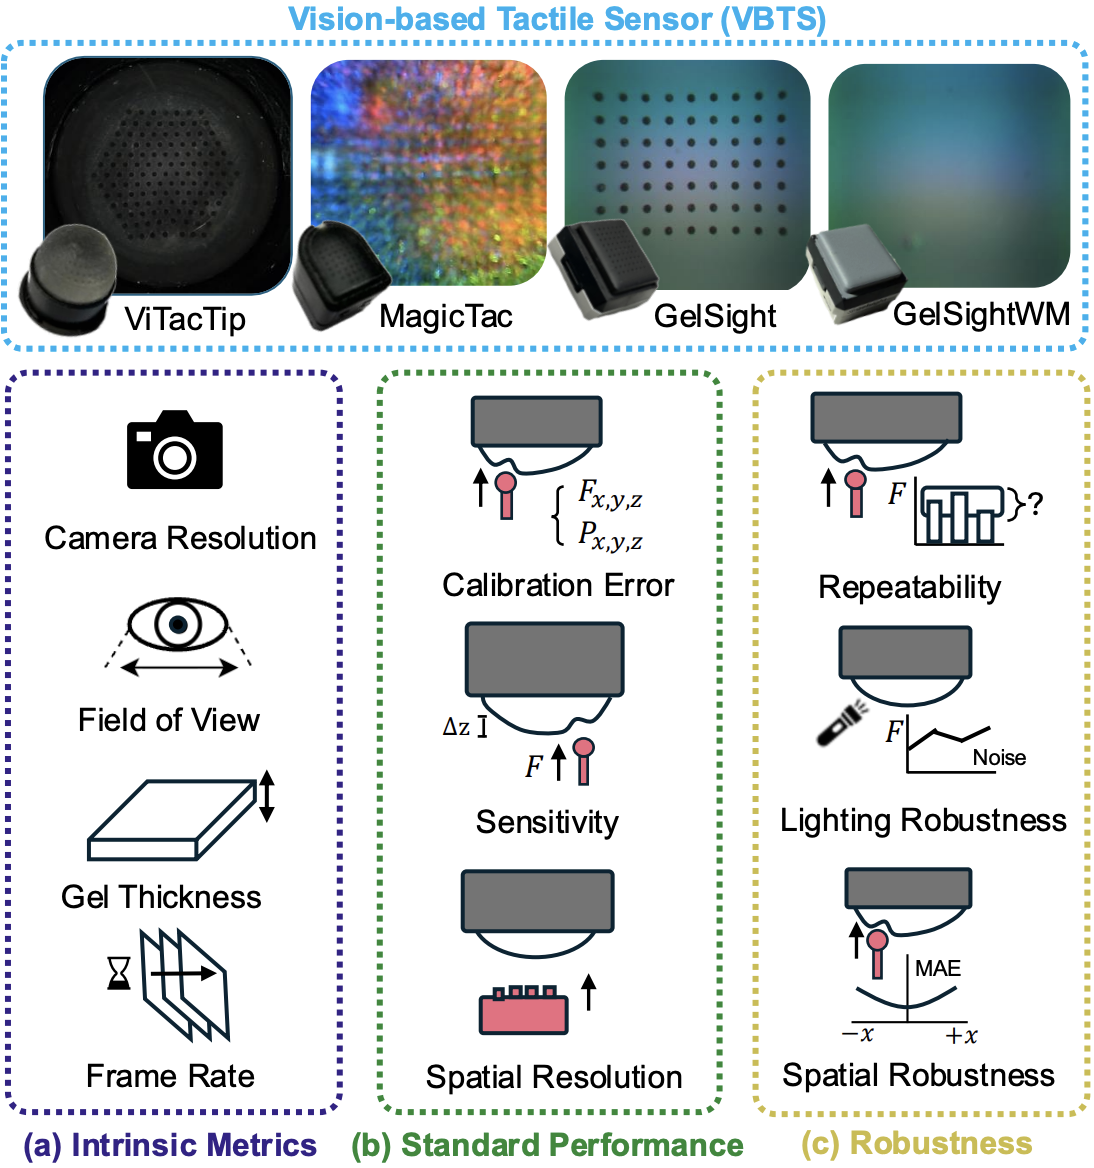 Vision-based Tactile Sensor (VBTS)
ViTacTip
MagicTac
GelSight
GelSightWM
Camera Resolution
Field of View
Gel Thickness
Frame Rate
(a) Intrinsic Metrics
F_{x,y,z}
P_{x,y,z}
Calibration Error
Δz
F
Sensitivity
Spatial Resolution
(b) Standard Performance
F
?
Repeatability
F
Noise
Lighting Robustness
MAE
−x
+x
Spatial Robustness
(c) Robustness